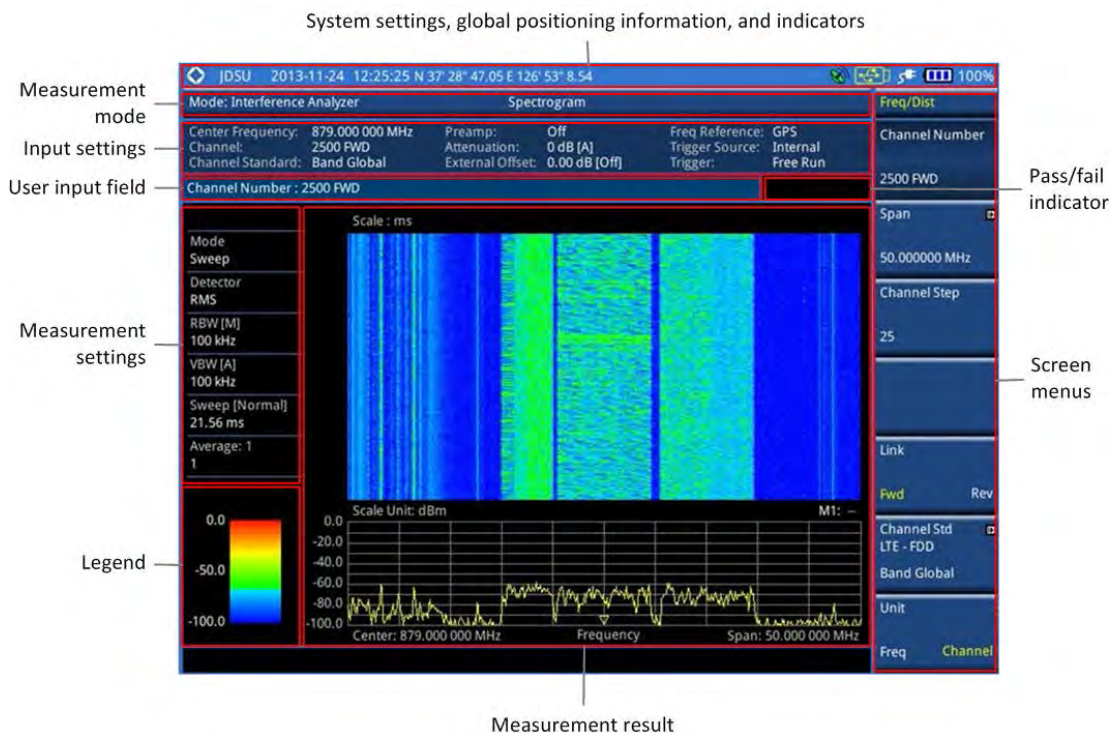 System settings, global positioning information, and indicators
JDSU 2013-11-24 12:25:25 N 37' 28" 47.05 E 126' 53" 8.54 100%
Measurement mode
Mode: Interference Analyzer Spectrogram
Input settings
Center Frequency: 879.000 000 MHz Preamp: Off Freq Reference: GPS
Channel: 2500 FWD Attenuation: 0 dB [A] Trigger Source: Internal
Channel Standard: Band Global External Offset: 0.00 dB [Off] Trigger: Free Run
User input field
Channel Number : 2500 FWD
Pass/fail indicator
Measurement settings
Mode
Sweep
Detector
RMS
RBW [M]
100 kHz
VBW [A]
100 kHz
Sweep [Normal]
21.56 ms
Average: 1
1
Legend
0.0
-50.0
-100.0
Scale : ms
Scale Unit: dBm M1: --
0.0
-20.0
-40.0
-60.0
-80.0
-100.0
Center: 879.000 000 MHz Frequency Span: 50.000 000 MHz
Measurement result
Freq/Dist
Channel Number
2500 FWD
Span
50.000000 MHz
Channel Step
25
Screen menus
Link
Fwd Rev
Channel Std
LTE - FDD
Band Global
Unit
Freq Channel